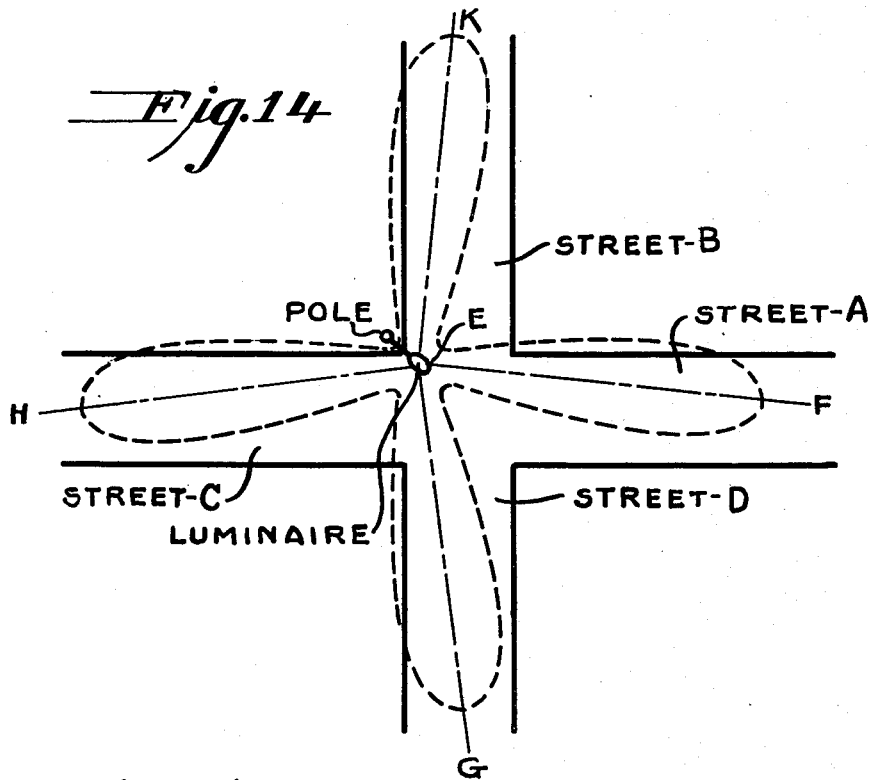 K
Fig. 14
STREET-B
POLE
E
STREET-A
H
F
STREET-C
STREET-D
LUMINAIRE
G